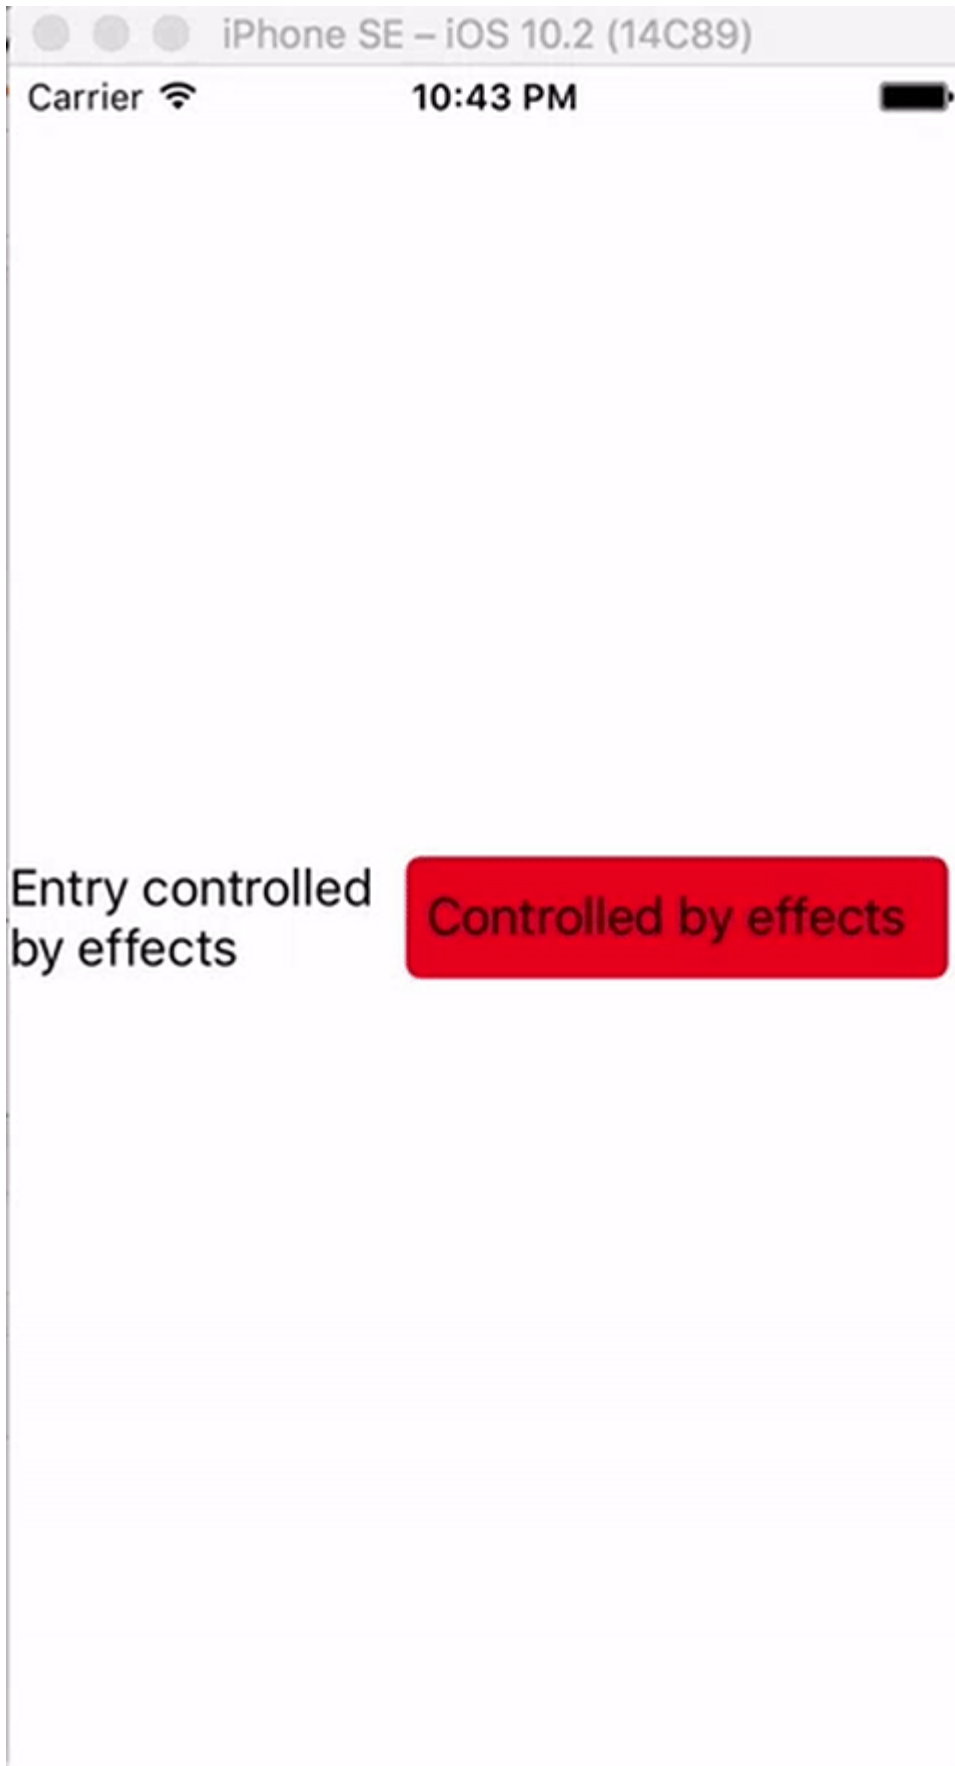 iPhone SE – iOS 10.2 (14C89)
Carrier 10:43 PM
Entry controlled
by effects
Controlled by effects